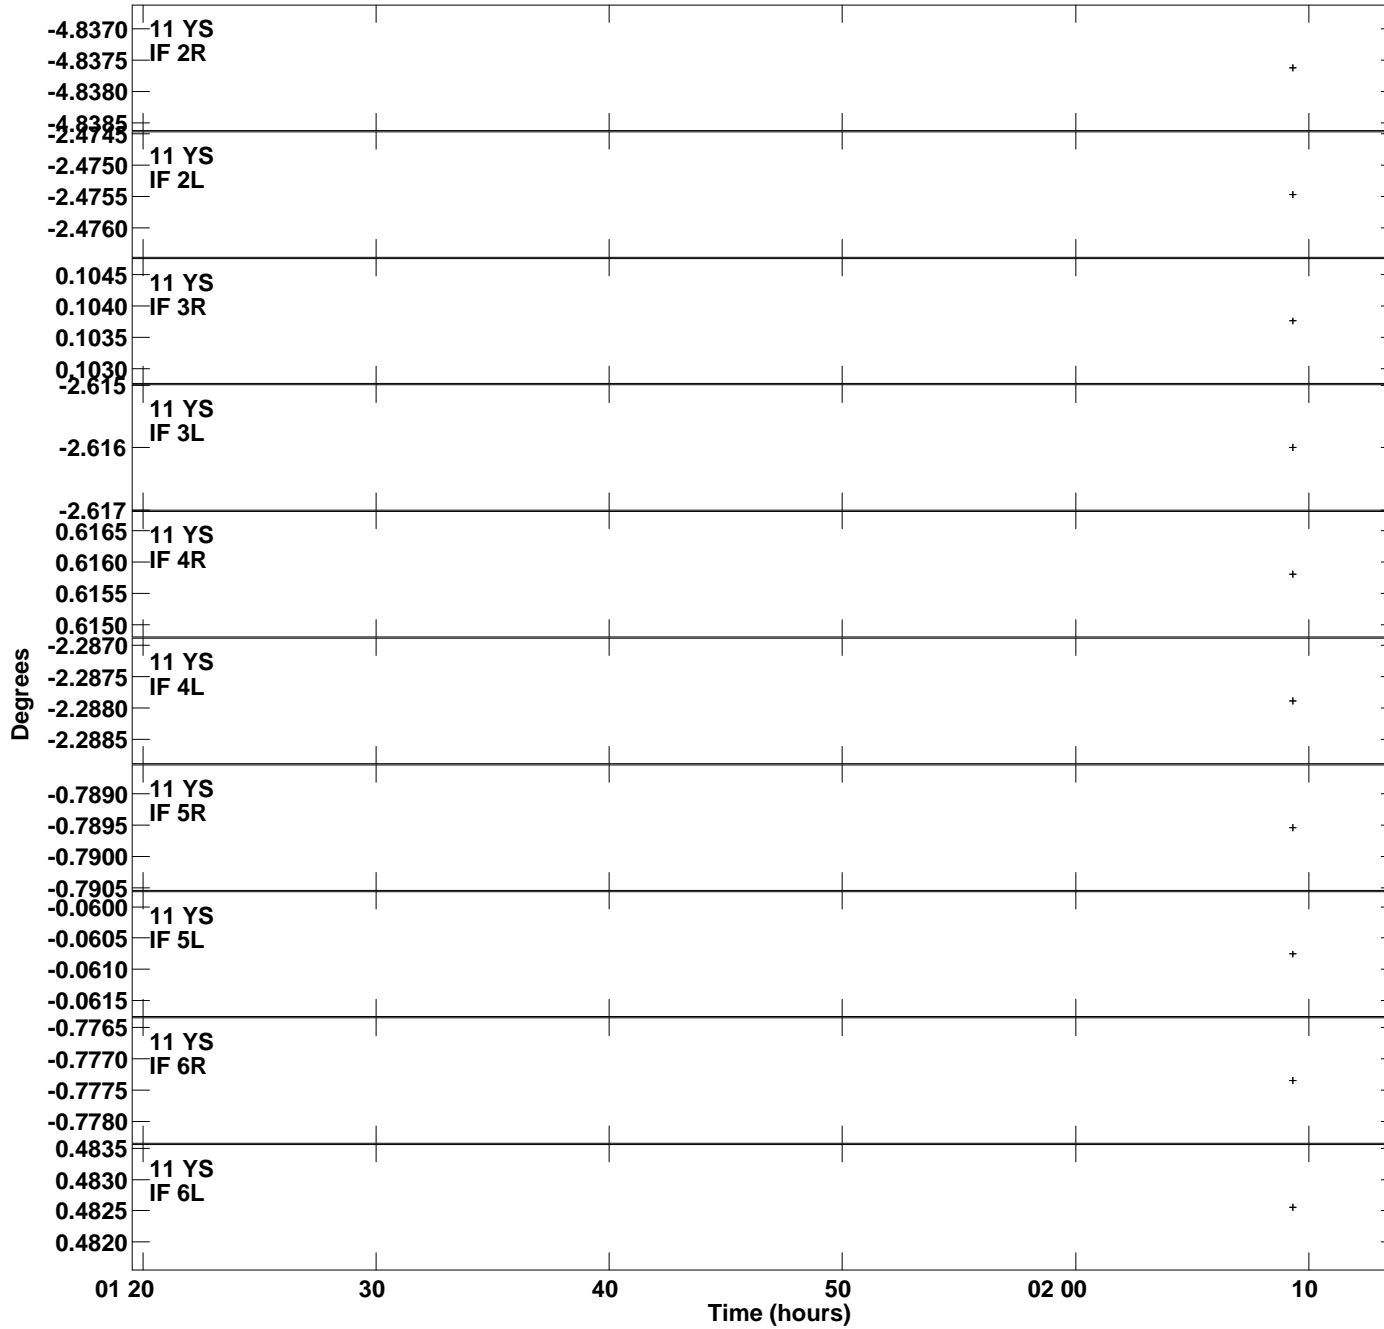 -4.8370
-4.8375
-4.8380
-4.8385
11 YS
IF 2R
-2.4745
-2.4750
-2.4755
-2.4760
11 YS
IF 2L
0.1045
0.1040
0.1035
0.1030
11 YS
IF 3R
-2.615
-2.616
-2.617
11 YS
IF 3L
0.6165
0.6160
0.6155
0.6150
11 YS
IF 4R
-2.2870
-2.2875
-2.2880
-2.2885
11 YS
IF 4L
-0.7890
-0.7895
-0.7900
-0.7905
11 YS
IF 5R
-0.0600
-0.0605
-0.0610
-0.0615
11 YS
IF 5L
-0.7765
-0.7770
-0.7775
-0.7780
11 YS
IF 6R
0.4835
0.4830
0.4825
0.4820
11 YS
IF 6L
Degrees
01 20 30 40 50 02 00 10
Time (hours)